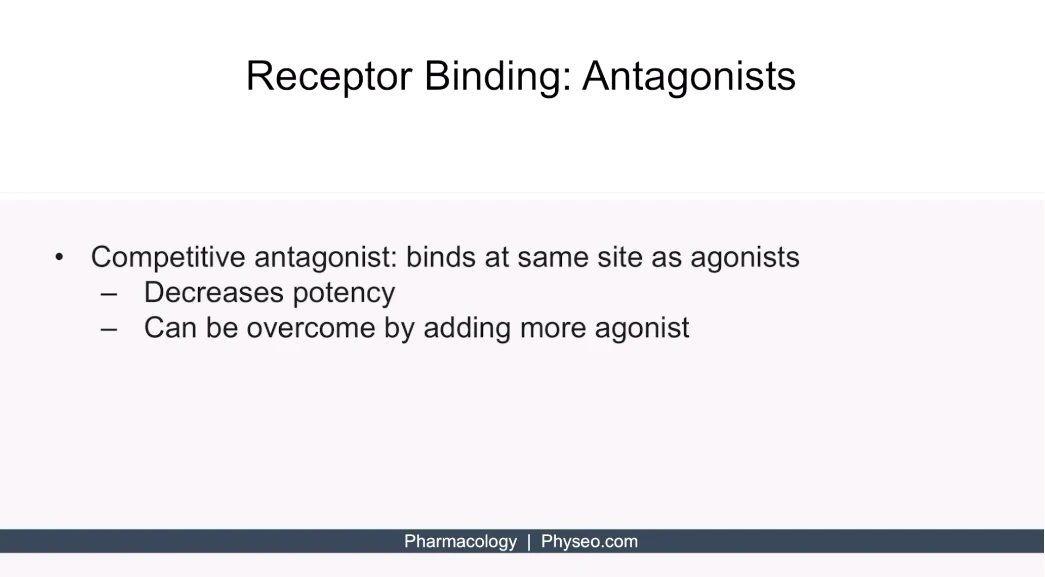 Receptor Binding: Antagonists
• Competitive antagonist: binds at same site as agonists
– Decreases potency
– Can be overcome by adding more agonist
Pharmacology | Physeo.com